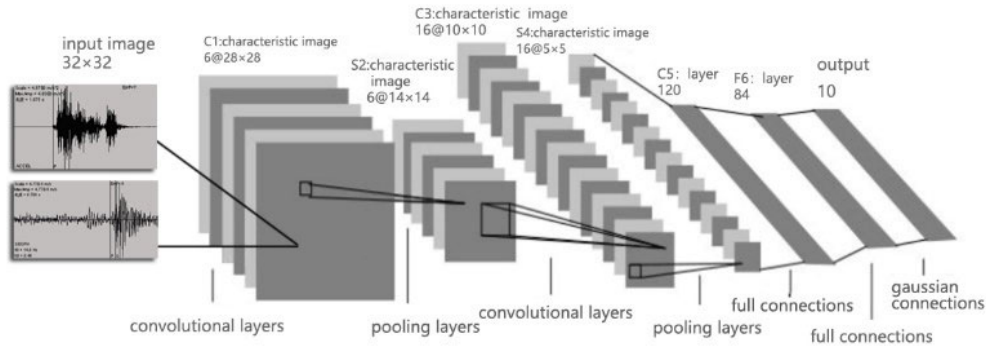 input image
32×32
C1:characteristic image
6@28×28
S2:characteristic
image
6@14×14
C3:characteristic image
16@10×10
S4:characteristic image
16@5×5
C5: layer
120
F6: layer
84
output
10
convolutional layers
pooling layers
convolutional layers
pooling layers
full connections
full connections
gaussian
connections